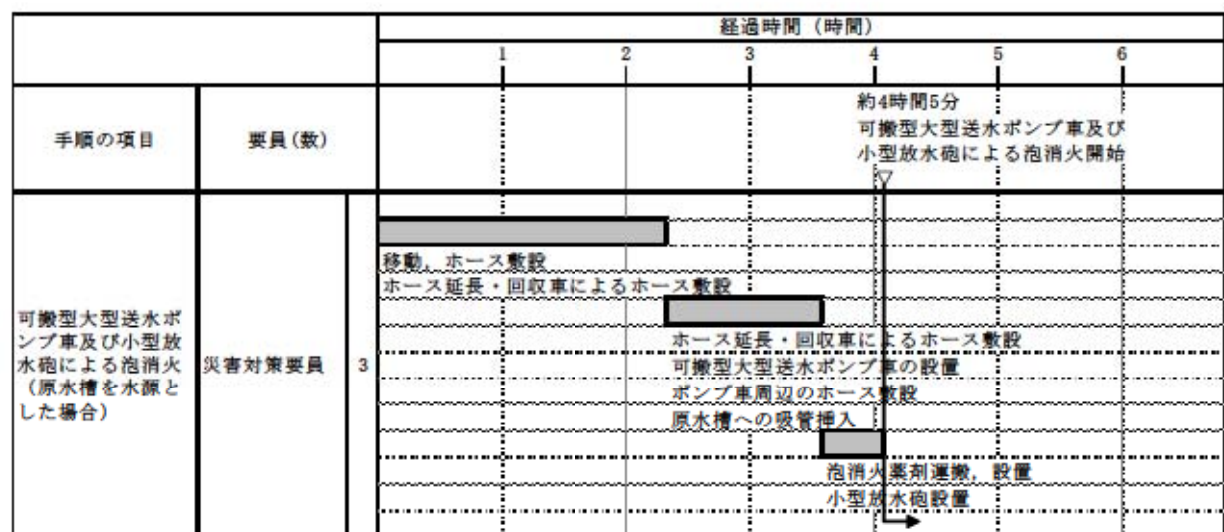 経過時間（時間）
1 2 3 4 5 6
手順の項目 要員(数)
約4時間5分
可搬型大型送水ポンプ車及び
小型放水砲による泡消火開始
可搬型大型送水ポ
ンプ車及び小型放
水砲による泡消火
（原水槽を水源と
した場合）
災害対策要員 3
移動，ホース敷設
ホース延長・回収車によるホース敷設
ホース延長・回収車によるホース敷設
可搬型大型送水ポンプ車の設置
ポンプ車周辺のホース敷設
原水槽への吸管挿入
泡消火薬剤運搬，設置
小型放水砲設置